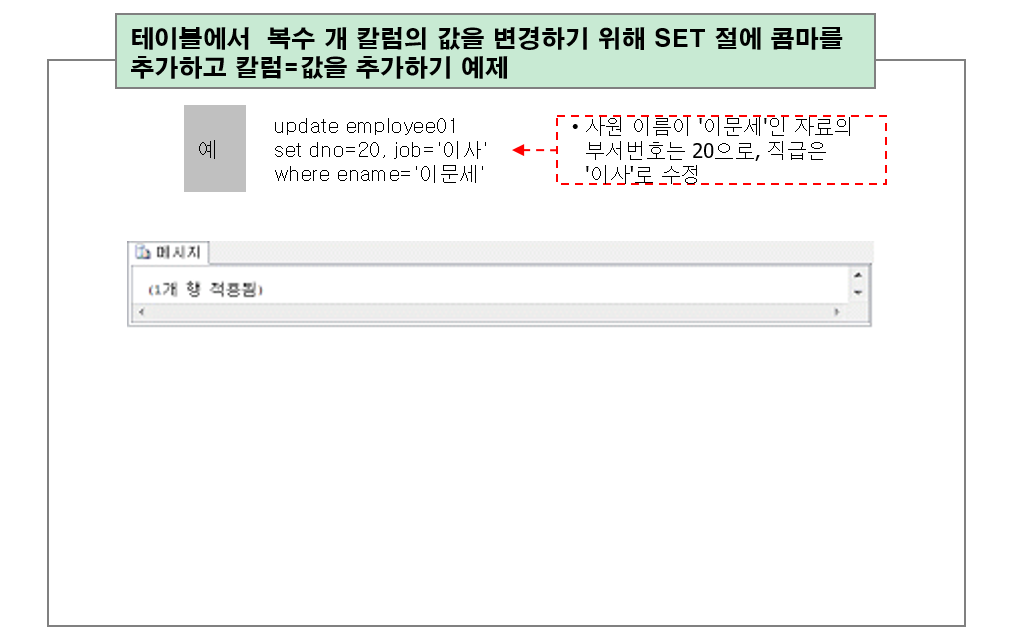 테이블에서  복수 개 칼럼의 값을 변경하기 위해 SET 절에 콤마를
추가하고 칼럼=값을 추가하기 예제
예
update employee01
set dno=20, job='이사'
where ename='이문세'
• 사원 이름이 '이문세'인 자료의
부서번호는 20으로, 직급은
'이사'로 수정
메시지
(1개 행 적용됨)